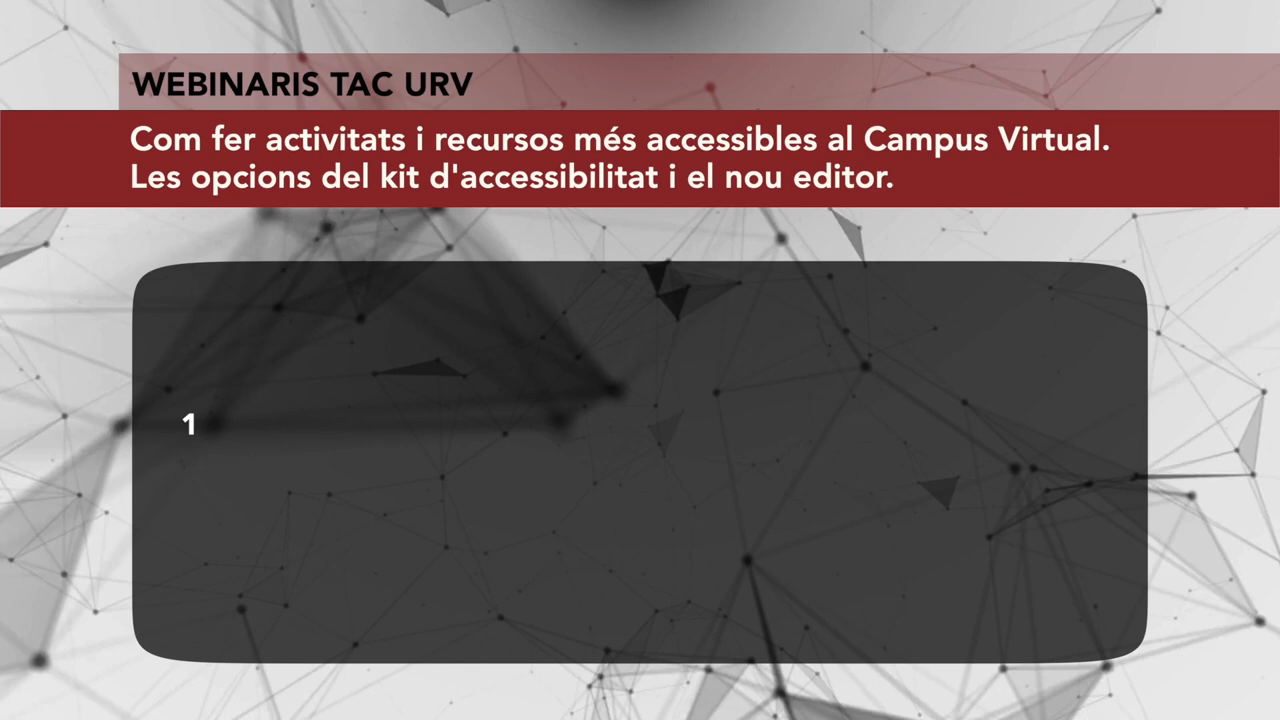 WEBINARIS TAC URV
Com fer activitats i recursos més accessibles al Campus Virtual.
Les opcions del kit d'accessibilitat i el nou editor.
1